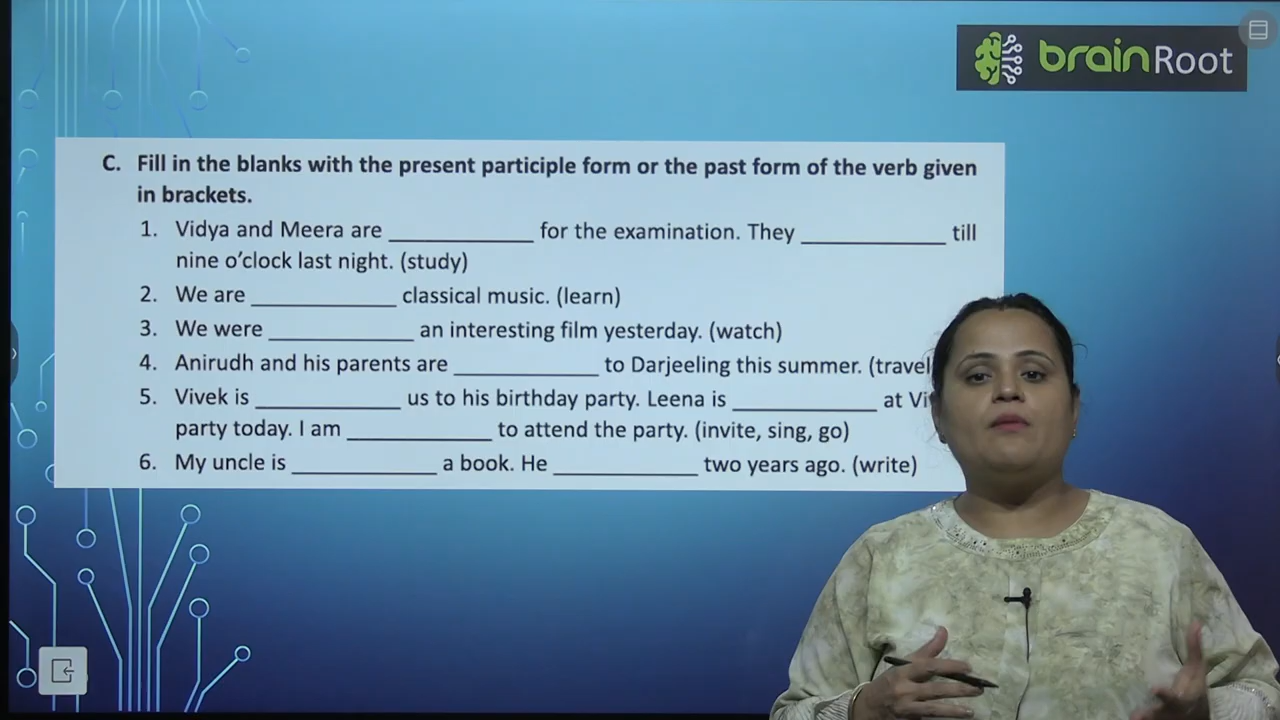 brainRoot
C. Fill in the blanks with the present participle form or the past form of the verb given
in brackets.
1. Vidya and Meera are ____________ for the examination. They ____________ till
nine o'clock last night. (study)
2. We are ____________ classical music. (learn)
3. We were ____________ an interesting film yesterday. (watch)
4. Anirudh and his parents are ____________ to Darjeeling this summer. (travel
5. Vivek is ____________ us to his birthday party. Leena is ____________ at
party today. I am ____________ to attend the party. (invite, sing, go)
6. My uncle is ____________ a book. He ____________ two years ago. (write)